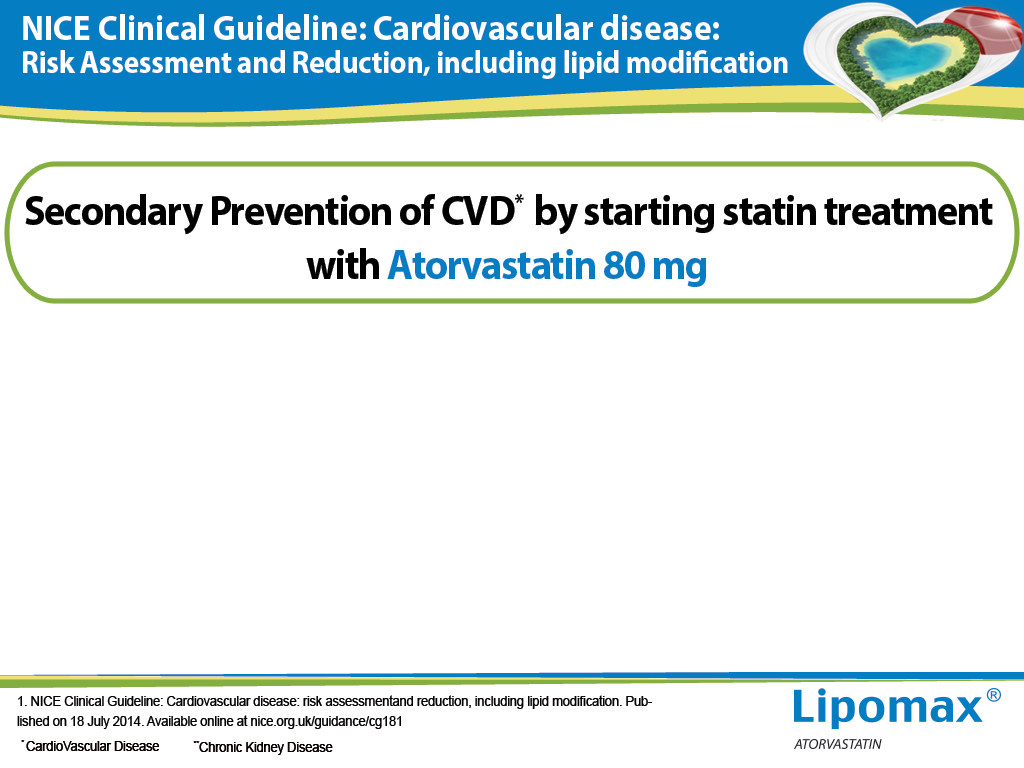 NICE Clinical Guideline: Cardiovascular disease:
Risk Assessment and Reduction, including lipid modification
Secondary Prevention of CVD* by starting statin treatment
with Atorvastatin 80 mg
1. NICE Clinical Guideline: Cardiovascular disease: risk assessmentand reduction, including lipid modification. Pub-
lished on 18 July 2014. Available online at nice.org.uk/guidance/cg181
*CardioVascular Disease **Chronic Kidney Disease
Lipomax®
ATORVASTATIN